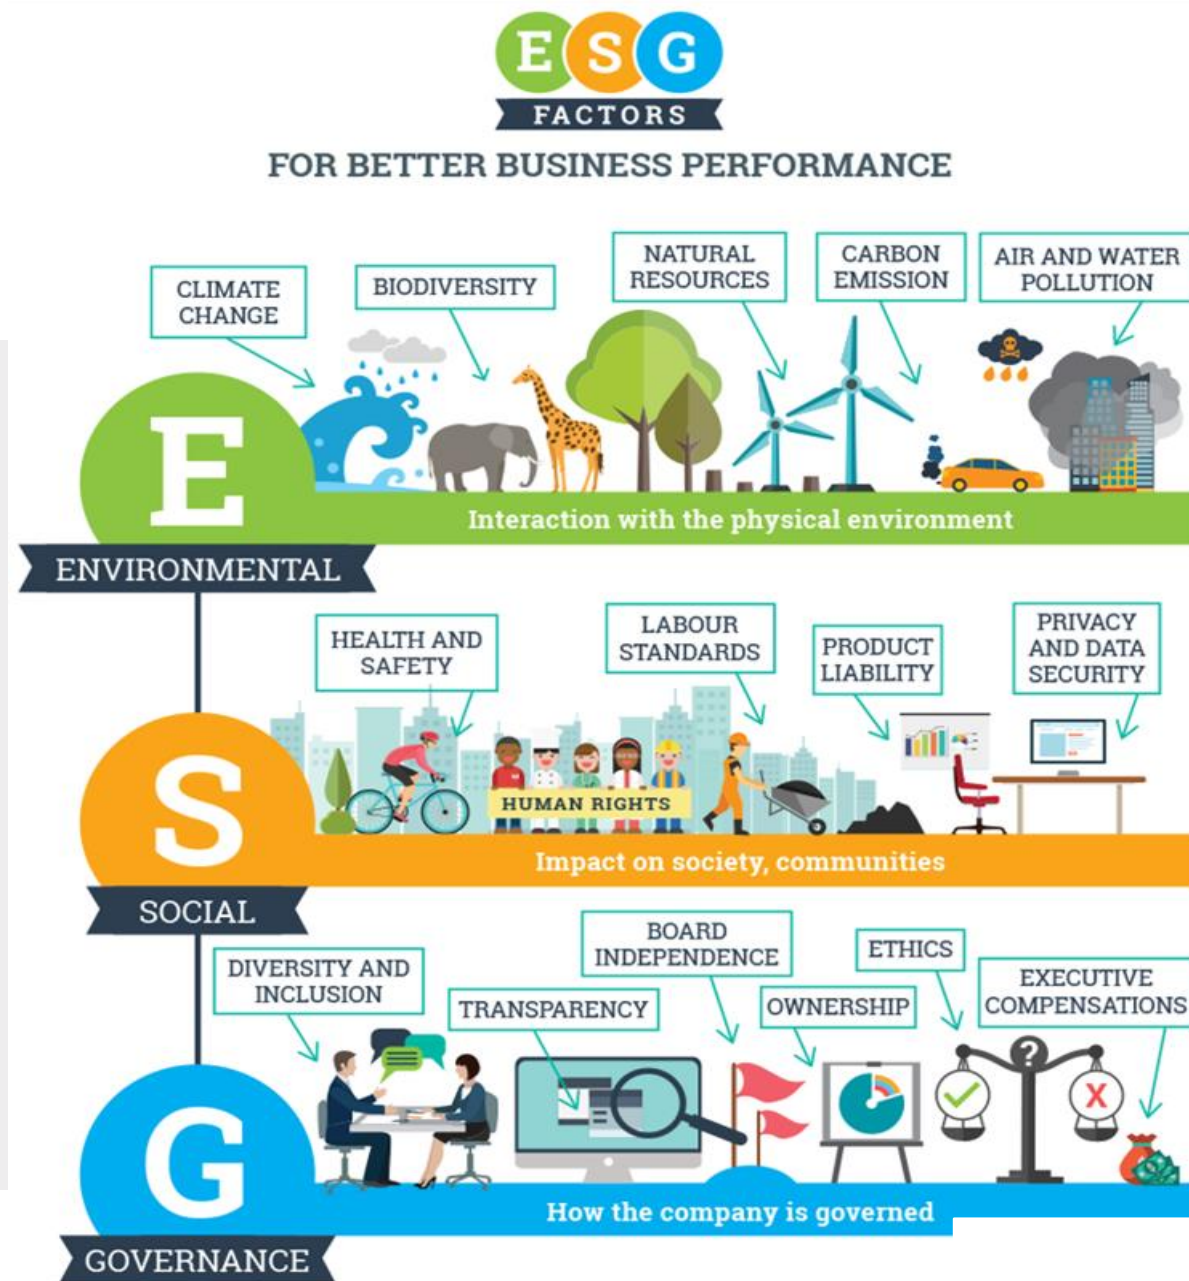 E S G
FACTORS
FOR BETTER BUSINESS PERFORMANCE
CLIMATE
CHANGE
BIODIVERSITY
NATURAL
RESOURCES
CARBON
EMISSION
AIR AND WATER
POLLUTION
E
Interaction with the physical environment
ENVIRONMENTAL
HEALTH AND
SAFETY
LABOUR
STANDARDS
PRODUCT
LIABILITY
PRIVACY
AND DATA
SECURITY
HUMAN RIGHTS
S
Impact on society, communities
SOCIAL
DIVERSITY AND
INCLUSION
TRANSPARENCY
BOARD
INDEPENDENCE
OWNERSHIP
ETHICS
EXECUTIVE
COMPENSATIONS
?
X
G
How the company is governed
GOVERNANCE